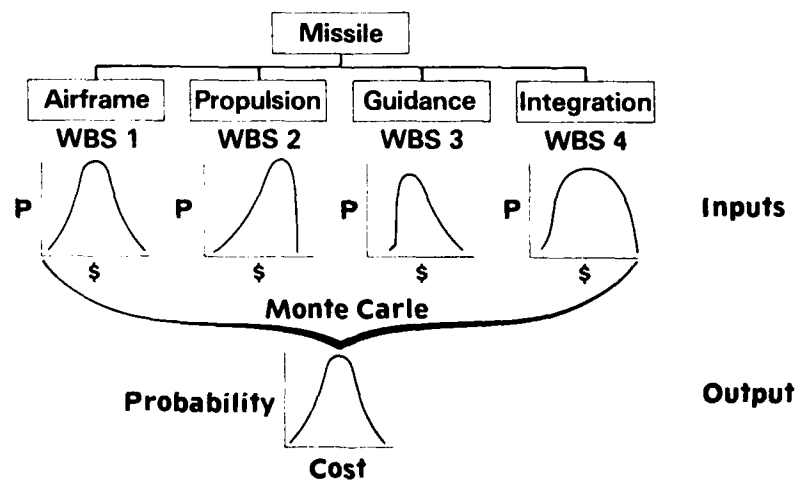 Missile
Airframe Propulsion Guidance Integration
WBS 1 WBS 2 WBS 3 WBS 4
P P P P Inputs
$ $ $ $
Monte Carle
Probability Output
Cost